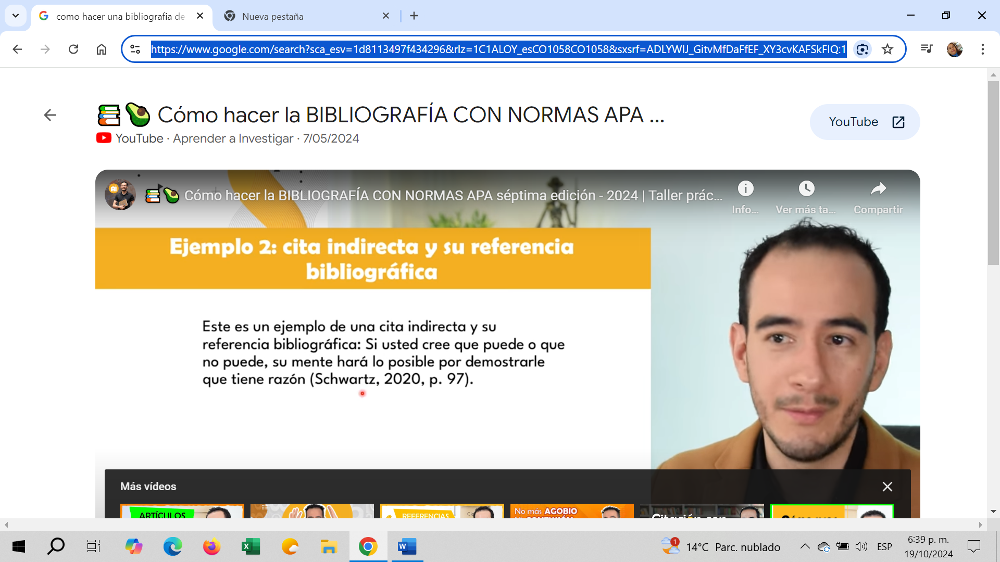 como hacer una bibliografia de
Nueva pestaña
https://www.google.com/search?sca_esv=1d8113497f434296&rlz=1C1ALOY_esCO1058CO1058&sxsrf=ADLYWIJ_GitvMfDaFfEF_XY3cvKAFSkFIQ:1
Cómo hacer la BIBLIOGRAFÍA CON NORMAS APA ...
YouTube
YouTube · Aprender a Investigar · 7/05/2024
Ai
Cómo hacer la BIBLIOGRAFÍA CON NORMAS APA séptima edición - 2024 | Taller prác...
Info...
Ver más ta...
Compartir
Ejemplo 2: cita indirecta y su referencia
bibliográfica
Este es un ejemplo de una cita indirecta y su
referencia bibliográfica: Si usted cree que puede o que
no puede, su mente hará lo posible por demostrarle
que tiene razón (Schwartz, 2020, p. 97).
Más vídeos
ARTÍCULOS
REFERENCIAS
No más AGOBIO
Citación con
1
14°C Parc. nublado
ESP
6:39 p. m.
19/10/2024